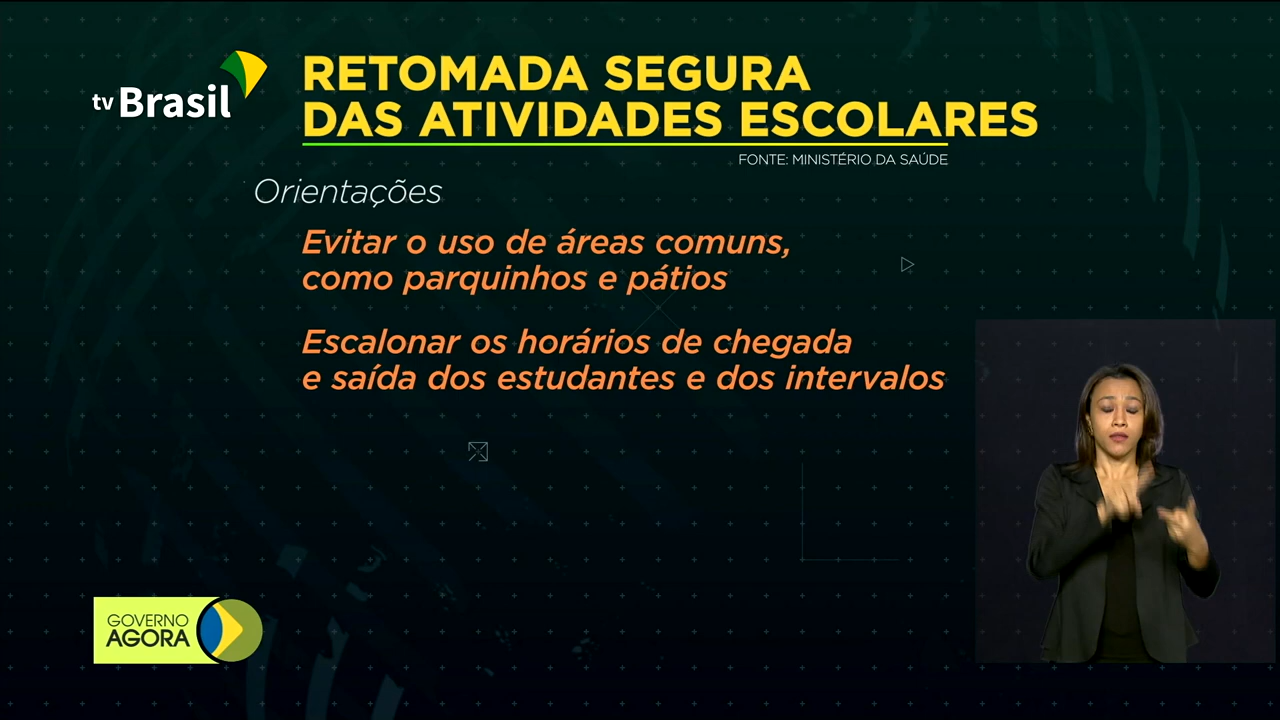 tv Brasil
RETOMADA SEGURA
DAS ATIVIDADES ESCOLARES
FONTE: MINISTÉRIO DA SAÚDE
Orientações
Evitar o uso de áreas comuns,
como parquinhos e pátios
Escalonar os horários de chegada
e saída dos estudantes e dos intervalos
GOVERNO
AGORA